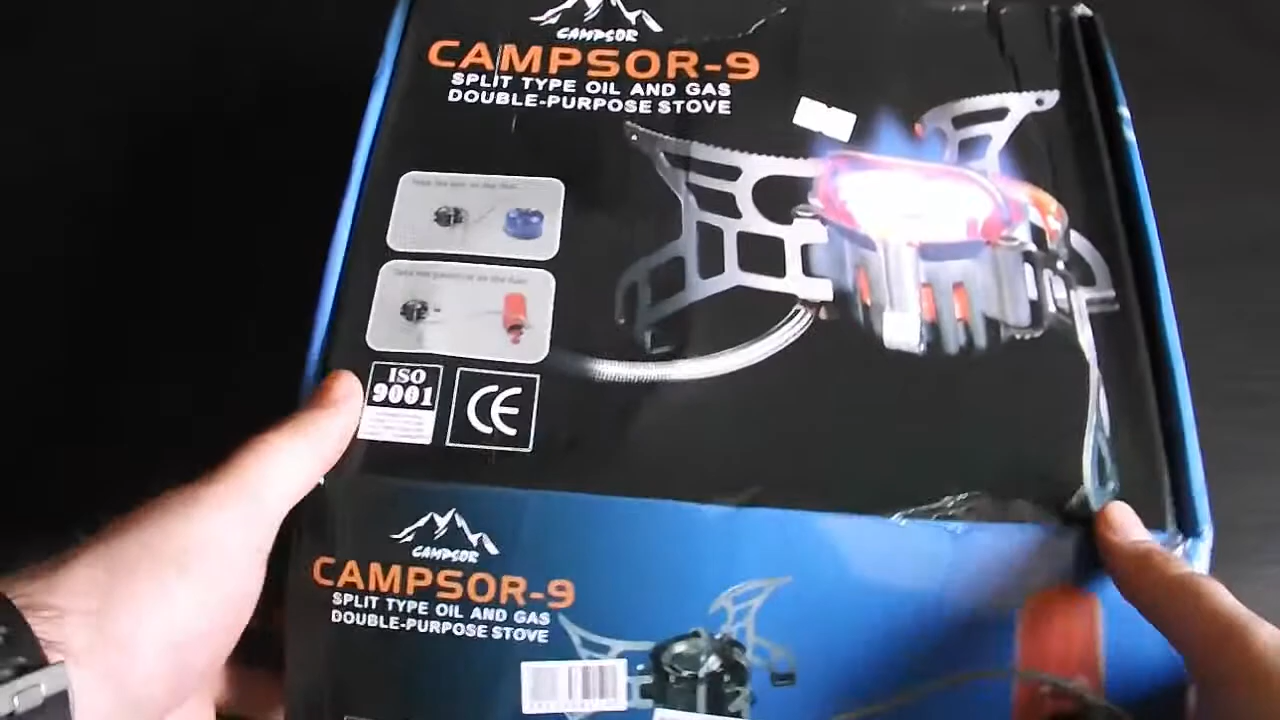 CAMPSOR
CAMPSOR-9
SPLIT TYPE OIL AND GAS
DOUBLE-PURPOSE STOVE
ISO
9001
CE
CAMPSOR
CAMPSOR-9
SPLIT TYPE OIL AND GAS
DOUBLE-PURPOSE STOVE